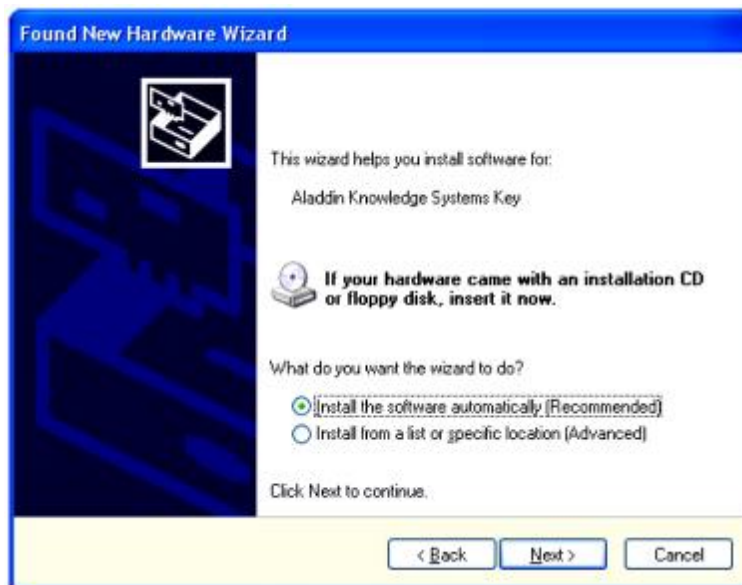 Found New Hardware Wizard
This wizard helps you install software for:
Aladdin Knowledge Systems Key
If your hardware came with an installation CD
or floppy disk, insert it now.
What do you want the wizard to do?
Install the software automatically (Recommended)
Install from a list or specific location (Advanced)
Click Next to continue.
< Back Next > Cancel